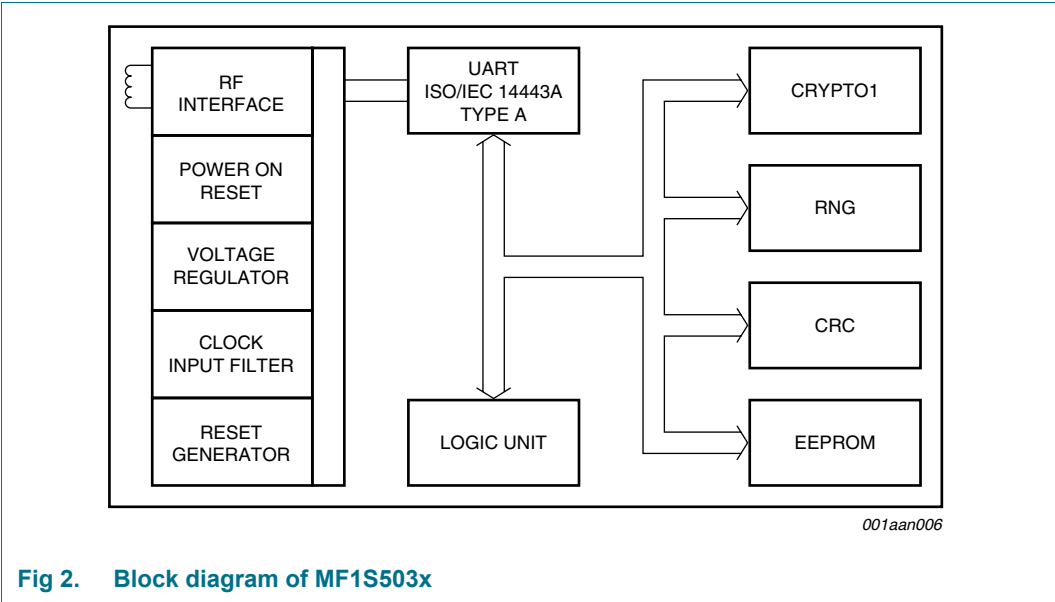 RF
INTERFACE
POWER ON
RESET
VOLTAGE
REGULATOR
CLOCK
INPUT FILTER
RESET
GENERATOR
UART
ISO/IEC 14443A
TYPE A
LOGIC UNIT
CRYPTO1
RNG
CRC
EEPROM
001aan006
Fig 2. Block diagram of MF1S503x